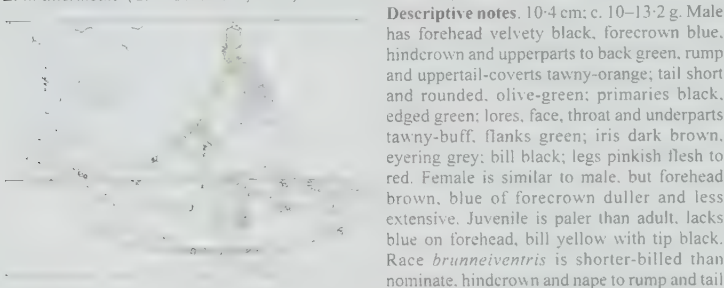 Descriptive notes. 10·4 cm; c. 10–13·2 g. Male
has forehead velvety black, forecrown blue,
hindcrown and upperparts to back green, rump
and uppertail-coverts tawny-orange; tail short
and rounded, olive-green; primaries black,
edged green; lores, face, throat and underparts
tawny-buff, flanks green; iris dark brown,
eyering grey; bill black; legs pinkish flesh to
red. Female is similar to male, but forehead
brown, blue of forecrown duller and less
extensive. Juvenile is paler than adult, lacks
blue on forehead, bill yellow with tip black.
Race brunneiventris is shorter-billed than
nominate, hindcrown and nape to rump and tail